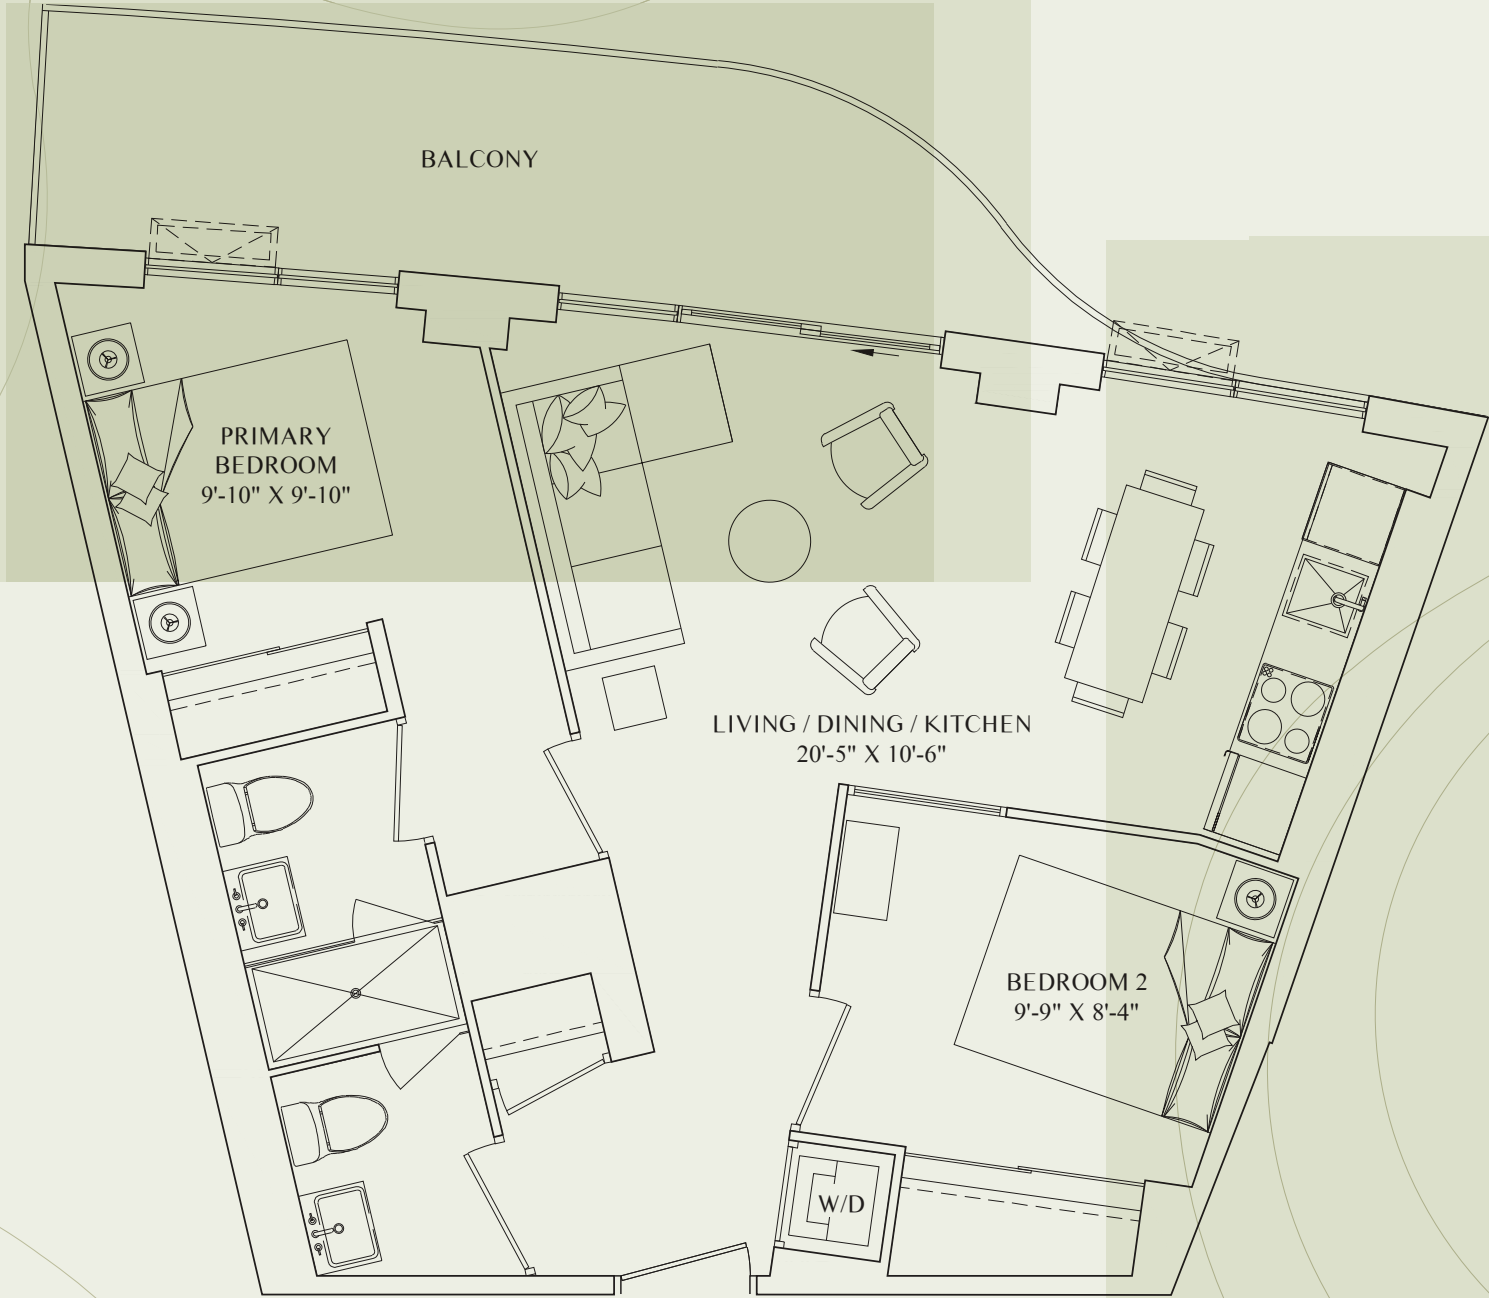 BALCONY
PRIMARY
BEDROOM
9'-10" X 9'-10"
LIVING / DINING / KITCHEN
20'-5" X 10'-6"
BEDROOM 2
9'-9" X 8'-4"
W/D